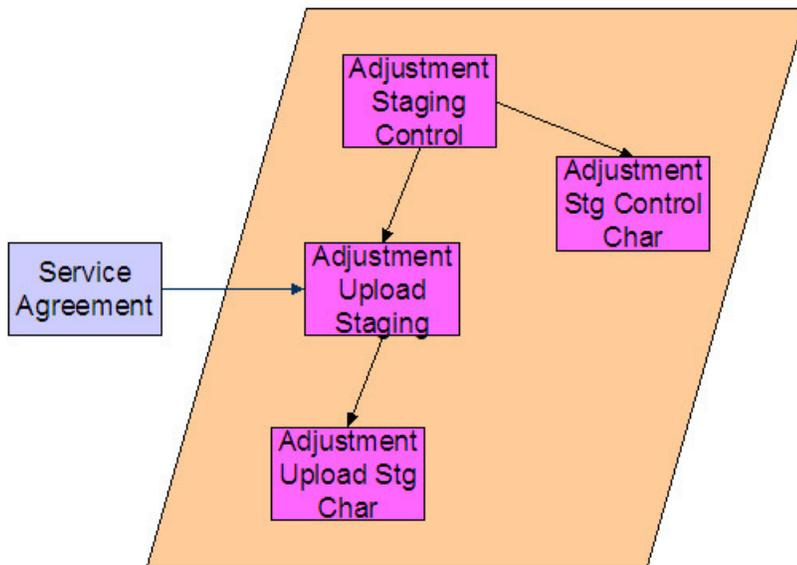 Adjustment
Staging
Control
Adjustment
Stg Control
Char
Service
Agreement
Adjustment
Upload
Staging
Adjustment
Upload Stg
Char